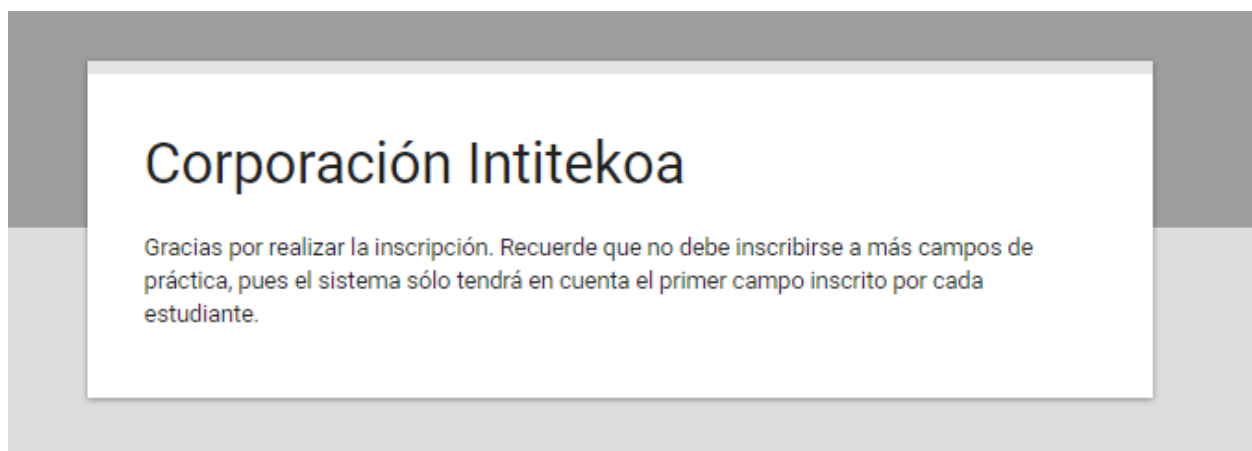 Corporación Intitekoa
Gracias por realizar la inscripción. Recuerde que no debe inscribirse a más campos de
práctica, pues el sistema sólo tendrá en cuenta el primer campo inscrito por cada
estudiante.